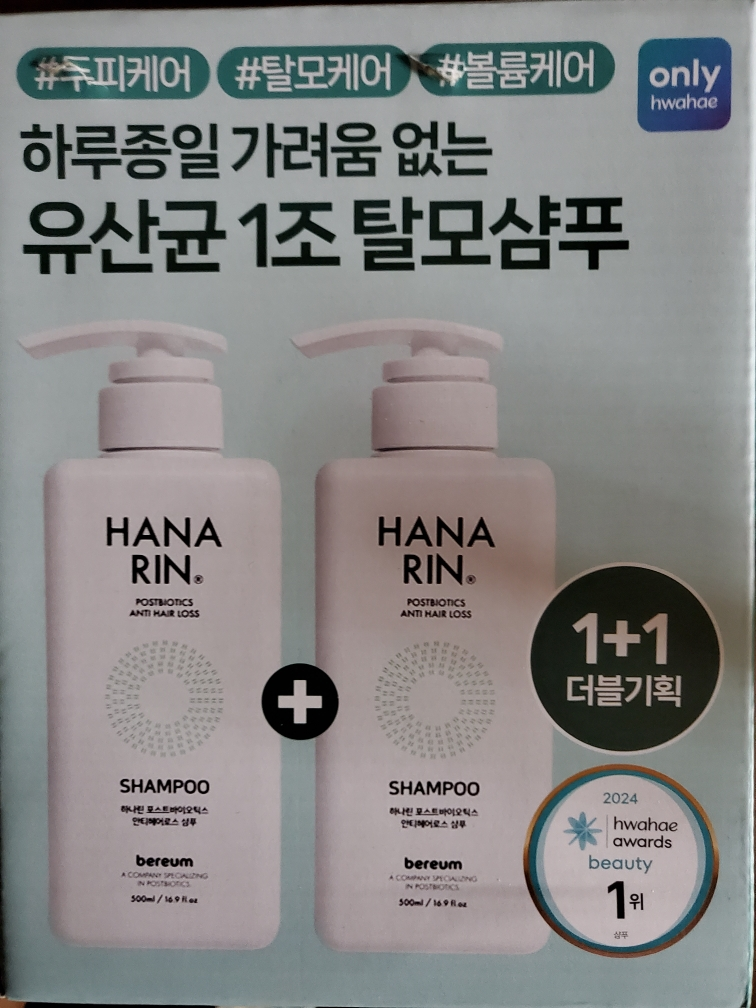 #두피케어 #탈모케어 #볼륨케어
only
hwahae
하루종일 가려움 없는
유산균 1조 탈모샴푸
HANA
RIN®
POSTBIOTICS
ANTI HAIR LOSS
SHAMPOO
하나린 포스트바이오틱스
안티헤어로스 샴푸
bereum
A COMPANY SPECIALIZING
IN POSTBIOTICS
500ml / 16.9 fl.oz
+
HANA
RIN®
POSTBIOTICS
ANTI HAIR LOSS
SHAMPOO
하나린 포스트바이오틱스
안티헤어로스 샴푸
bereum
A COMPANY SPECIALIZING
IN POSTBIOTICS
500ml / 16.9 fl.oz
1+1
더블기획
2024
hwahae
awards
beauty
1위
샴푸